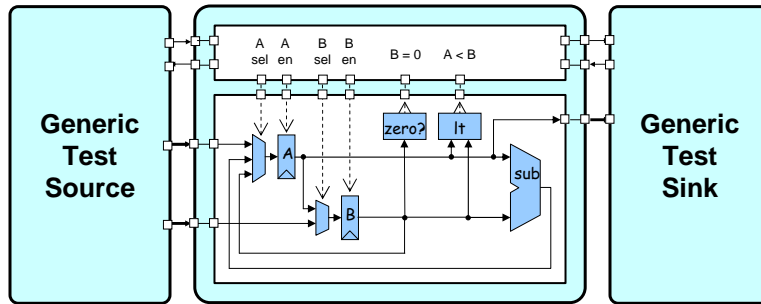 A sel
A en
B sel
B en
B = 0
A < B
Generic
Test
Source
zero?
lt
A
sub
B
Generic
Test
Sink